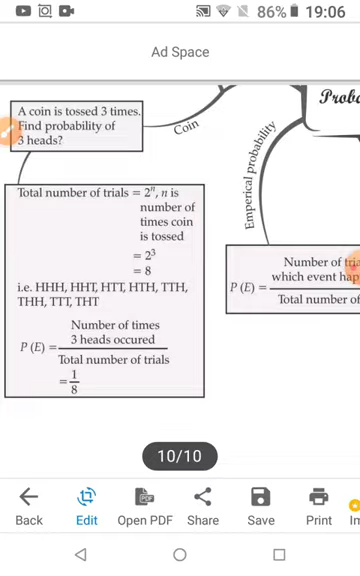 86% 19:06
Ad Space
Proba
A coin is tossed 3 times.
Find probability of
3 heads?
Coin
Emperical probability
Total number of trials = 2ⁿ, n is
number of
times coin
is tossed
= 2³
= 8
i.e. HHH, HHT, HTT, HTH, TTH,
THH, TTT, THT
P (E) = Number of times
3 heads occured
Total number of trials
= 1
8
Number of tria
which event hap
P (E) =
Total number of
10/10
Back Edit Open PDF Share Save Print In
PDF